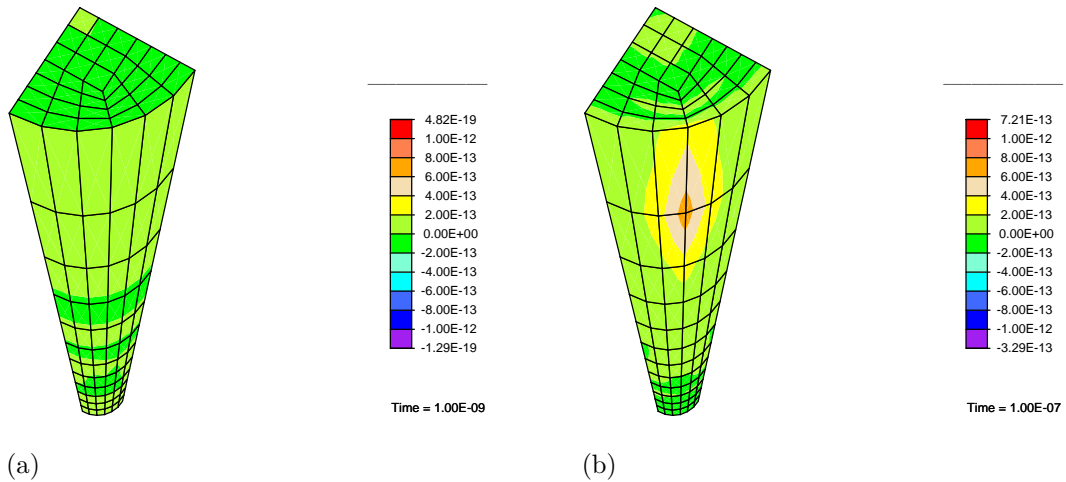 4.82E-19
1.00E-12
8.00E-13
6.00E-13
4.00E-13
2.00E-13
0.00E+00
-2.00E-13
-4.00E-13
-6.00E-13
-8.00E-13
-1.00E-12
-1.29E-19
Time = 1.00E-09
(a)
7.21E-13
1.00E-12
8.00E-13
6.00E-13
4.00E-13
2.00E-13
0.00E+00
-2.00E-13
-4.00E-13
-6.00E-13
-8.00E-13
-1.00E-12
-3.29E-13
Time = 1.00E-07
(b)